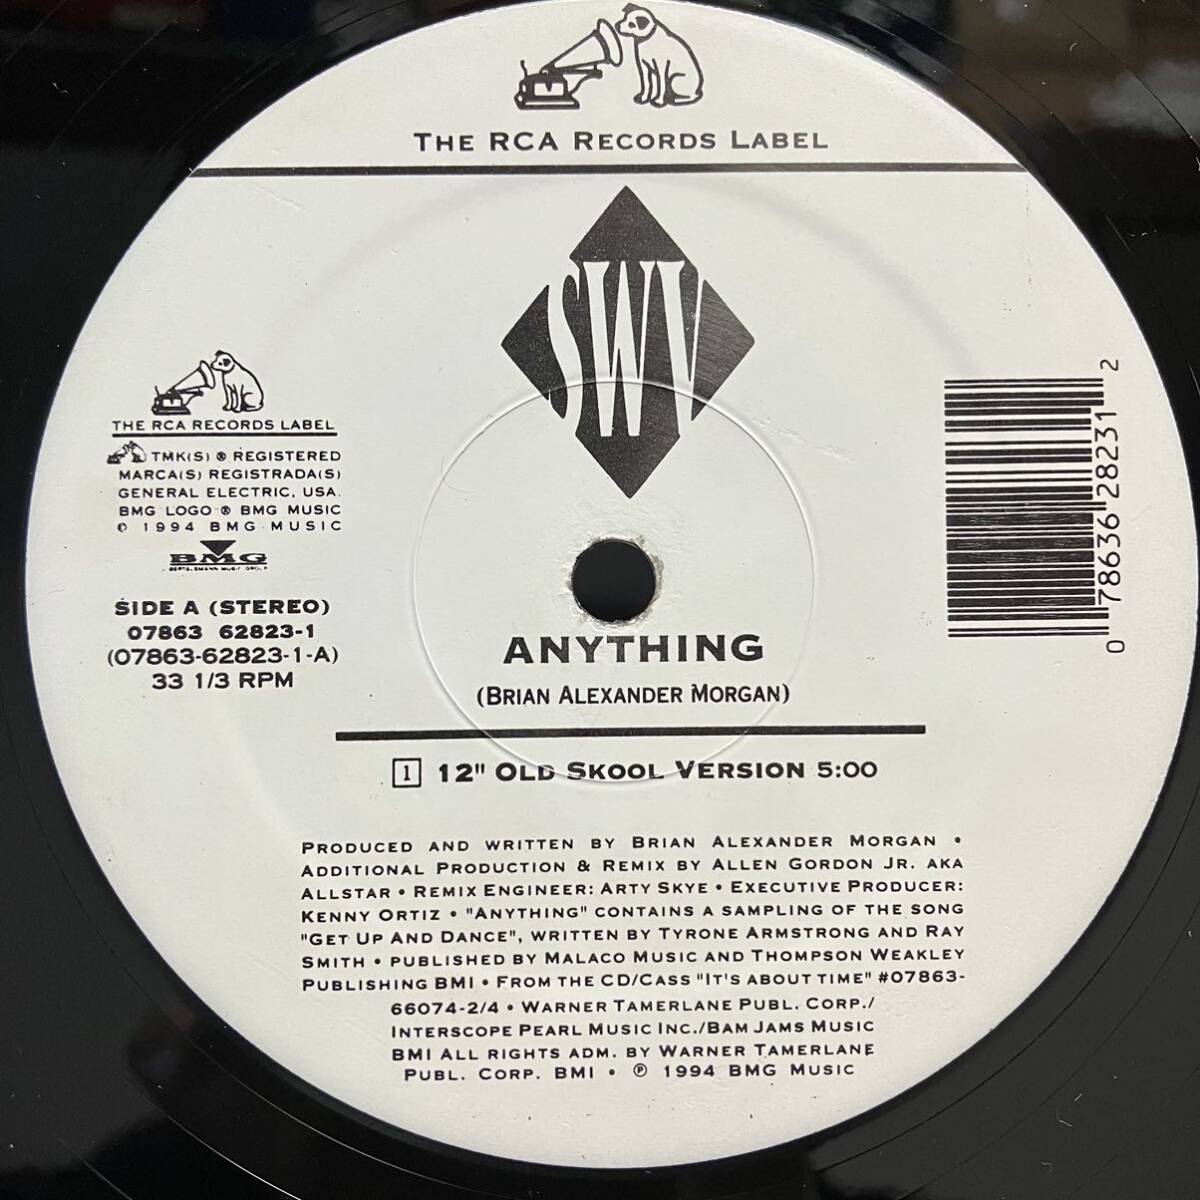 THE RCA RECORDS LABEL
SWV
THE RCA RECORDS LABEL
TMK(S) ® REGISTERED
MARCA(S) REGISTRADA(S)
GENERAL ELECTRIC, USA.
BMG LOGO ® BMG MUSIC
© 1994 BMG MUSIC
BMG
BERTELSMANN MUSIC GROUP
SIDE A (STEREO)
07863 62823-1
(07863-62823-1-A)
33 1/3 RPM
0 78636 28231 2
ANYTHING
(BRIAN ALEXANDER MORGAN)
1 12" OLD SKOOL VERSION 5:00
PRODUCED AND WRITTEN BY BRIAN ALEXANDER MORGAN •
ADDITIONAL PRODUCTION & REMIX BY ALLEN GORDON JR. AKA
ALLSTAR • REMIX ENGINEER: ARTY SKYE • EXECUTIVE PRODUCER:
KENNY ORTIZ • "ANYTHING" CONTAINS A SAMPLING OF THE SONG
"GET UP AND DANCE", WRITTEN BY TYRONE ARMSTRONG AND RAY
SMITH • PUBLISHED BY MALACO MUSIC AND THOMPSON WEAKLEY
PUBLISHING BMI • FROM THE CD/CASS "IT'S ABOUT TIME" #07863-
66074-2/4 • WARNER TAMERLANE PUBL. CORP./
INTERSCOPE PEARL MUSIC INC./BAM JAMS MUSIC
BMI ALL RIGHTS ADM. BY WARNER TAMERLANE
PUBL. CORP. BMI • ℗ 1994 BMG MUSIC